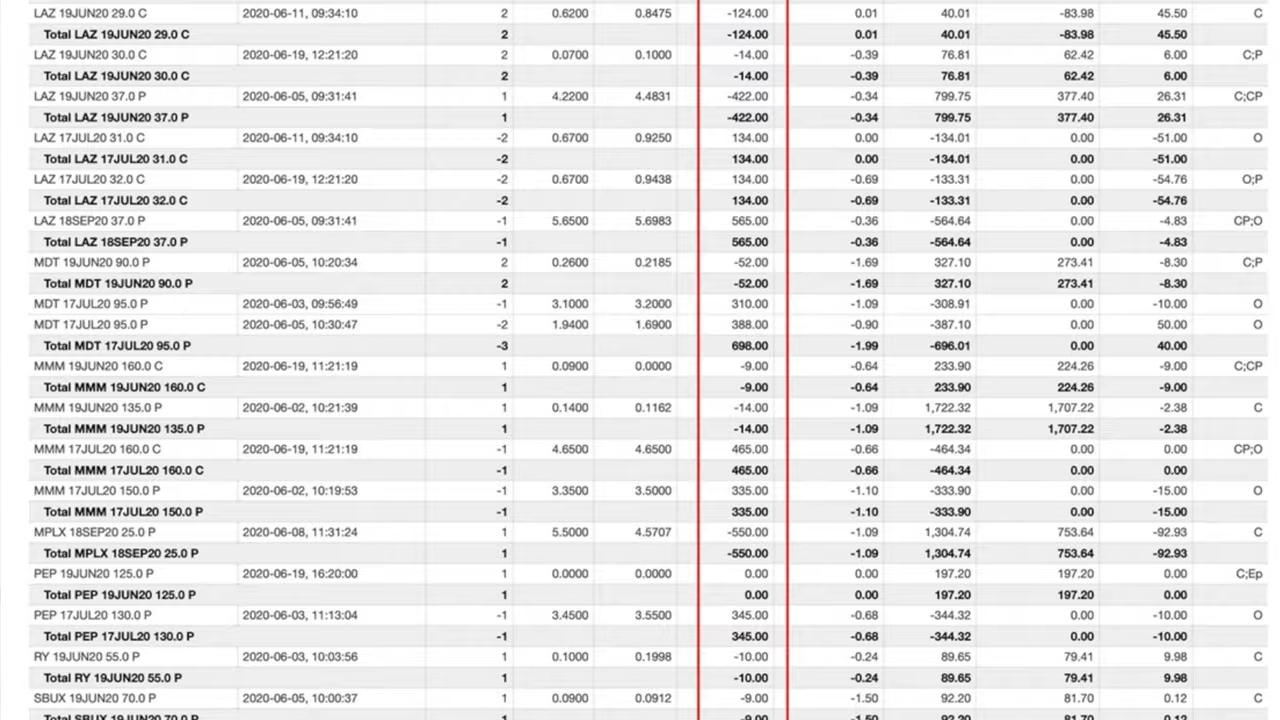 LAZ 19JUN20 29.0 C 2020-06-11, 09:34:10 2 0.6200 0.8475 -124.00 0.01 40.01 -83.98 45.50 C
Total LAZ 19JUN20 29.0 C 2 -124.00 0.01 40.01 -83.98 45.50
LAZ 19JUN20 30.0 C 2020-06-19, 12:21:20 2 0.0700 0.1000 -14.00 -0.39 76.81 62.42 6.00 C;P
Total LAZ 19JUN20 30.0 C 2 -14.00 -0.39 76.81 62.42 6.00
LAZ 19JUN20 37.0 P 2020-06-05, 09:31:41 1 4.2200 4.4831 -422.00 -0.34 799.75 377.40 26.31 C;CP
Total LAZ 19JUN20 37.0 P 1 -422.00 -0.34 799.75 377.40 26.31
LAZ 17JUL20 31.0 C 2020-06-11, 09:34:10 -2 0.6700 0.9250 134.00 0.00 -134.01 0.00 -51.00 O
Total LAZ 17JUL20 31.0 C -2 134.00 0.00 -134.01 0.00 -51.00
LAZ 17JUL20 32.0 C 2020-06-19, 12:21:20 -2 0.6700 0.9438 134.00 -0.69 -133.31 0.00 -54.76 O;P
Total LAZ 17JUL20 32.0 C -2 134.00 -0.69 -133.31 0.00 -54.76
LAZ 18SEP20 37.0 P 2020-06-05, 09:31:41 -1 5.6500 5.6983 565.00 -0.36 -564.64 0.00 -4.83 CP;O
Total LAZ 18SEP20 37.0 P -1 565.00 -0.36 -564.64 0.00 -4.83
MDT 19JUN20 90.0 P 2020-06-05, 10:20:34 2 0.2600 0.2185 -52.00 -1.69 327.10 273.41 -8.30 C;P
Total MDT 19JUN20 90.0 P 2 -52.00 -1.69 327.10 273.41 -8.30
MDT 17JUL20 95.0 P 2020-06-03, 09:56:49 -1 3.1000 3.2000 310.00 -1.09 -308.91 0.00 -10.00 O
MDT 17JUL20 95.0 P 2020-06-05, 10:30:47 -2 1.9400 1.6900 388.00 -0.90 -387.10 0.00 50.00 O
Total MDT 17JUL20 95.0 P -3 698.00 -1.99 -696.01 0.00 40.00
MMM 19JUN20 160.0 C 2020-06-19, 11:21:19 1 0.0900 0.0000 -9.00 -0.64 233.90 224.26 -9.00 C;CP
Total MMM 19JUN20 160.0 C 1 -9.00 -0.64 233.90 224.26 -9.00
MMM 19JUN20 135.0 P 2020-06-02, 10:21:39 1 0.1400 0.1162 -14.00 -1.09 1,722.32 1,707.22 -2.38 C
Total MMM 19JUN20 135.0 P 1 -14.00 -1.09 1,722.32 1,707.22 -2.38
MMM 17JUL20 160.0 C 2020-06-19, 11:21:19 -1 4.6500 4.6500 465.00 -0.66 -464.34 0.00 0.00 CP;O
Total MMM 17JUL20 160.0 C -1 465.00 -0.66 -464.34 0.00 0.00
MMM 17JUL20 150.0 P 2020-06-02, 10:19:53 -1 3.3500 3.5000 335.00 -1.10 -333.90 0.00 -15.00 O
Total MMM 17JUL20 150.0 P -1 335.00 -1.10 -333.90 0.00 -15.00
MPLX 18SEP20 25.0 P 2020-06-08, 11:31:24 1 5.5000 4.5707 -550.00 -1.09 1,304.74 753.64 -92.93 C
Total MPLX 18SEP20 25.0 P 1 -550.00 -1.09 1,304.74 753.64 -92.93
PEP 19JUN20 125.0 P 2020-06-19, 16:20:00 1 0.0000 0.0000 0.00 0.00 197.20 197.20 0.00 C;Ep
Total PEP 19JUN20 125.0 P 1 0.00 0.00 197.20 197.20 0.00
PEP 17JUL20 130.0 P 2020-06-03, 11:13:04 -1 3.4500 3.5500 345.00 -0.68 -344.32 0.00 -10.00 O
Total PEP 17JUL20 130.0 P -1 345.00 -0.68 -344.32 0.00 -10.00
RY 19JUN20 55.0 P 2020-06-03, 10:03:56 1 0.1000 0.1998 -10.00 -0.24 89.65 79.41 9.98 C
Total RY 19JUN20 55.0 P 1 -10.00 -0.24 89.65 79.41 9.98
SBUX 19JUN20 70.0 P 2020-06-05, 10:00:37 1 0.0900 0.0912 -9.00 -1.50 92.20 81.70 0.12 C
Total SBUX 19JUN20 70.0 P 1 -9.00 -1.50 92.20 81.70 0.12